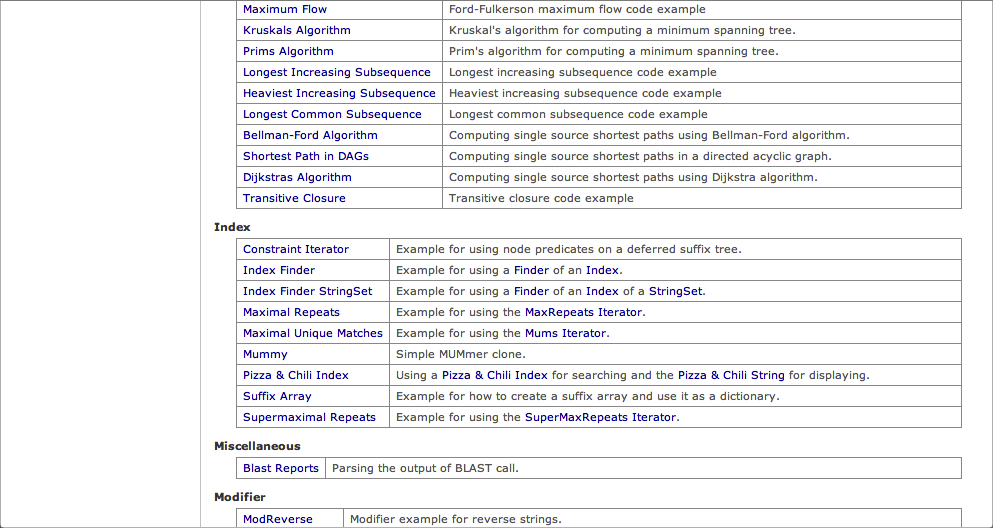 Maximum Flow Ford-Fulkerson maximum flow code example
Kruskals Algorithm Kruskal's algorithm for computing a minimum spanning tree.
Prims Algorithm Prim's algorithm for computing a minimum spanning tree.
Longest Increasing Subsequence Longest increasing subsequence code example
Heaviest Increasing Subsequence Heaviest increasing subsequence code example
Longest Common Subsequence Longest common subsequence code example
Bellman-Ford Algorithm Computing single source shortest paths using Bellman-Ford algorithm.
Shortest Path in DAGs Computing single source shortest paths in a directed acyclic graph.
Dijkstras Algorithm Computing single source shortest paths using Dijkstra algorithm.
Transitive Closure Transitive closure code example
Index
Constraint Iterator Example for using node predicates on a deferred suffix tree.
Index Finder Example for using a Finder of an Index.
Index Finder StringSet Example for using a Finder of an Index of a StringSet.
Maximal Repeats Example for using the MaxRepeats Iterator.
Maximal Unique Matches Example for using the Mums Iterator.
Mummy Simple MUMmer clone.
Pizza & Chili Index Using a Pizza & Chili Index for searching and the Pizza & Chili String for displaying.
Suffix Array Example for how to create a suffix array and use it as a dictionary.
Supermaximal Repeats Example for using the SuperMaxRepeats Iterator.
Miscellaneous
Blast Reports Parsing the output of BLAST call.
Modifier
ModReverse Modifier example for reverse strings.